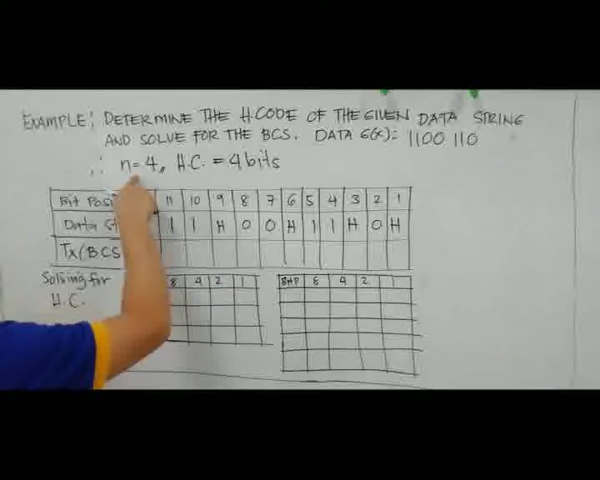 EXAMPLE: DETERMINE THE H.CODE OF THE GIVEN DATA STRING
AND SOLVE FOR THE BCS. DATA G(x): 1100 110
∴ n=4, H.C. = 4 bits
Bit Pos 11 10 9 8 7 6 5 4 3 2 1
Data St 1 1 H 0 0 H 1 1 H 0 H
Tx/BCS
Solving for 8 4 2 1 BHP 8 4 2 1
H.C.